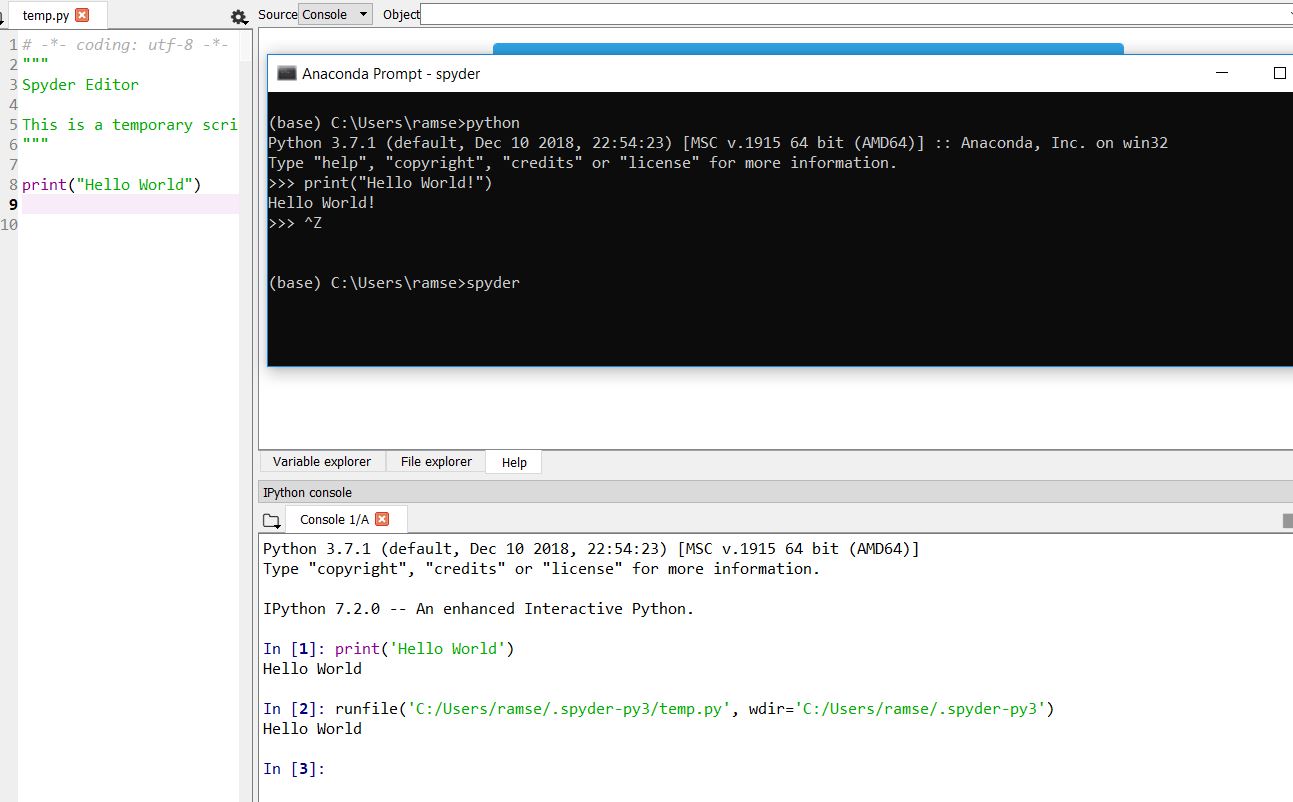 temp.py
Source Console Object
1 # -*- coding: utf-8 -*-
2 """
3 Spyder Editor
4
5 This is a temporary scri
6 """
7
8 print("Hello World")
9
10
Anaconda Prompt - spyder
(base) C:\Users\ramse>python
Python 3.7.1 (default, Dec 10 2018, 22:54:23) [MSC v.1915 64 bit (AMD64)] :: Anaconda, Inc. on win32
Type "help", "copyright", "credits" or "license" for more information.
>>> print("Hello World!")
Hello World!
>>> ^Z
(base) C:\Users\ramse>spyder
Variable explorer File explorer Help
IPython console
Console 1/A
Python 3.7.1 (default, Dec 10 2018, 22:54:23) [MSC v.1915 64 bit (AMD64)]
Type "copyright", "credits" or "license" for more information.
IPython 7.2.0 -- An enhanced Interactive Python.
In [1]: print('Hello World')
Hello World
In [2]: runfile('C:/Users/ramse/.spyder-py3/temp.py', wdir='C:/Users/ramse/.spyder-py3')
Hello World
In [3]: